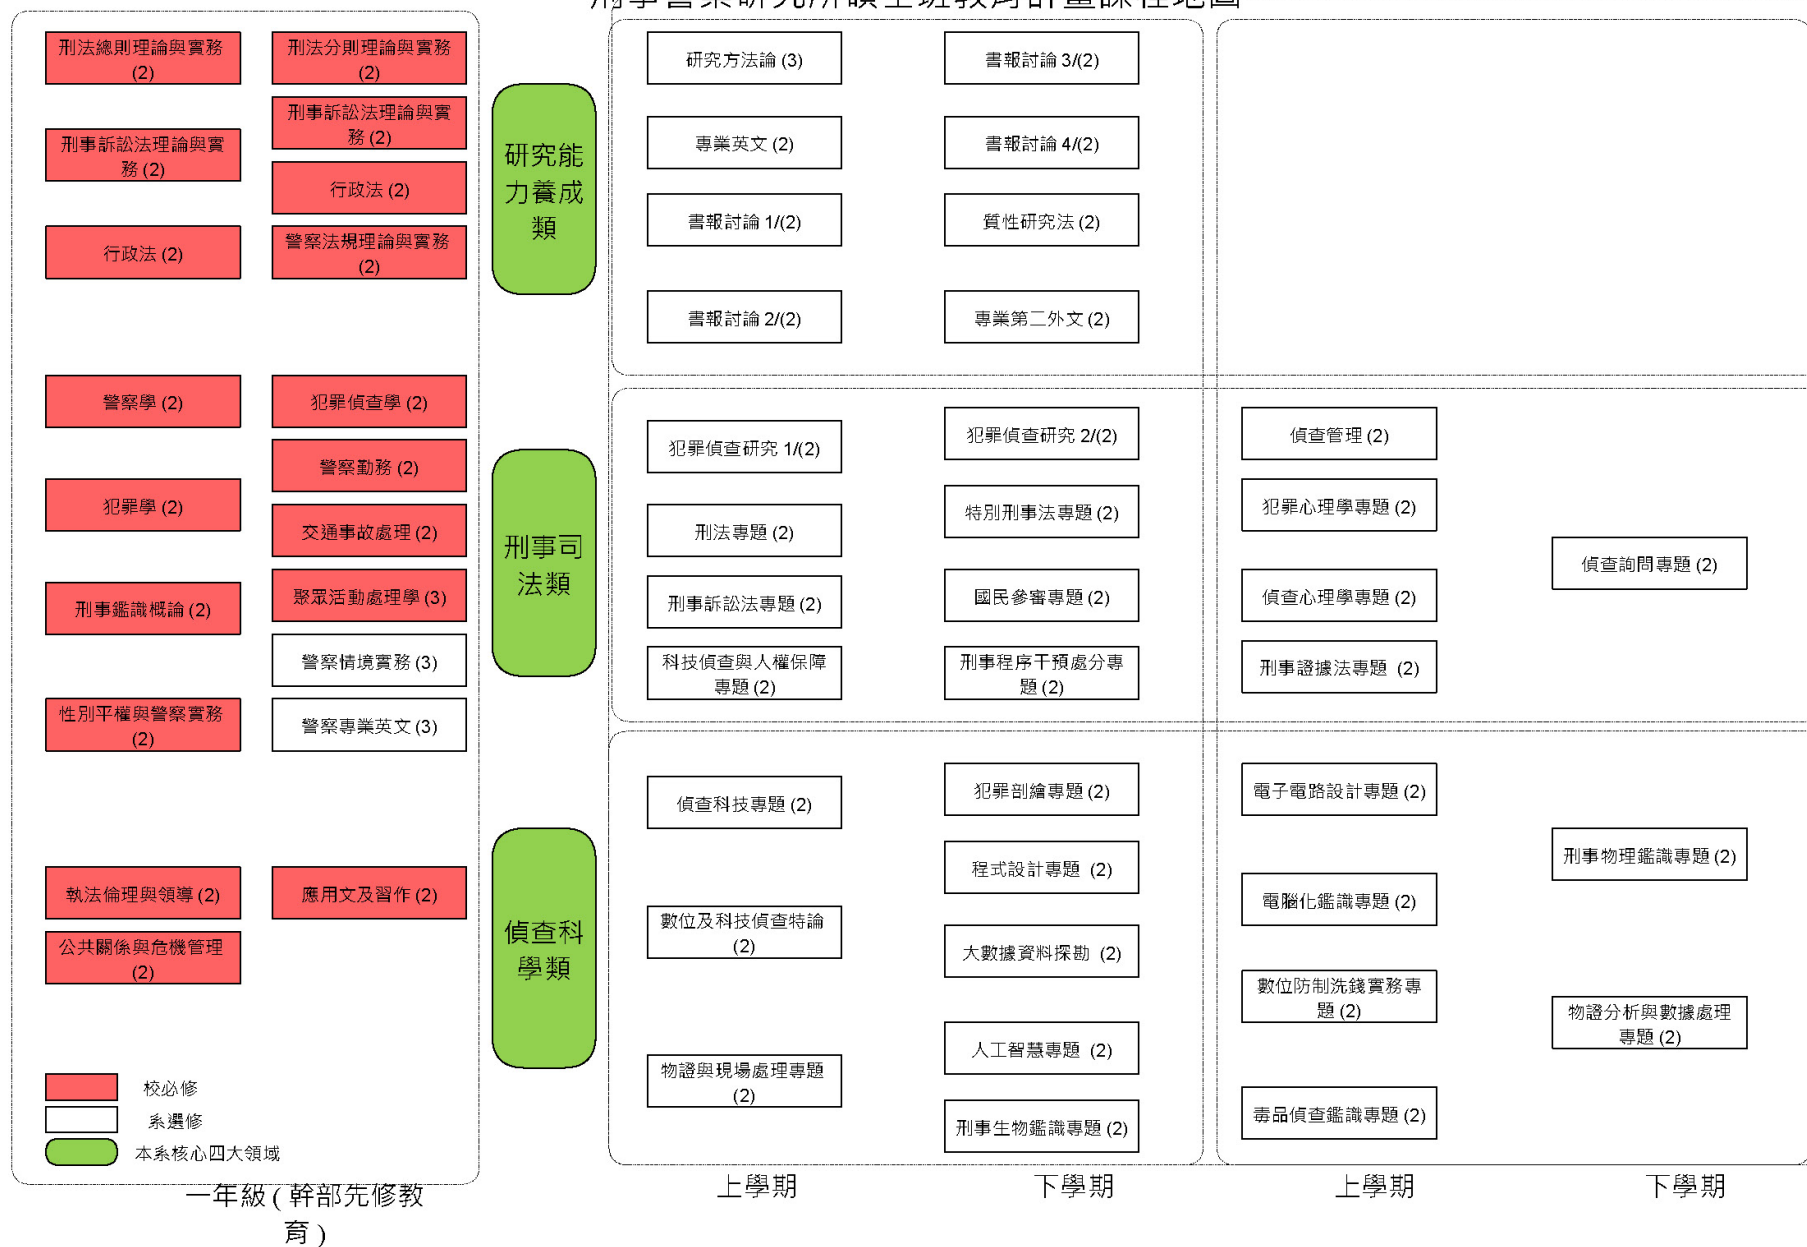 刑事警察研究所碩士班教育計畫課程地圖
刑法總則理論與實務
(2)
刑事訴訟法理論與實
務 (2)
行政法 (2)
刑法分則理論與實務
(2)
刑事訴訟法理論與實
務 (2)
行政法 (2)
警察法規理論與實務
(2)
研究能
力養成
類
研究方法論 (3)
專業英文 (2)
書報討論 1/(2)
書報討論 2/(2)
書報討論 3/(2)
書報討論 4/(2)
質性研究法 (2)
專業第二外文 (2)
警察學 (2)
犯罪學 (2)
刑事鑑識概論 (2)
性別平權與警察實務
(2)
犯罪偵查學 (2)
警察勤務 (2)
交通事故處理 (2)
聚眾活動處理學 (3)
警察情境實務 (3)
警察專業英文 (3)
刑事司
法類
犯罪偵查研究 1/(2)
刑法專題 (2)
刑事訴訟法專題 (2)
科技偵查與人權保障
專題 (2)
犯罪偵查研究 2/(2)
特別刑事法專題 (2)
國民參審專題 (2)
刑事程序干預處分專
題 (2)
偵查管理 (2)
犯罪心理學專題 (2)
偵查心理學專題 (2)
刑事證據法專題 (2)
偵查詢問專題 (2)
執法倫理與領導 (2)
公共關係與危機管理
(2)
應用文及習作 (2)
偵查科
學類
偵查科技專題 (2)
數位及科技偵查特論
(2)
物證與現場處理專題
(2)
犯罪剖繪專題 (2)
程式設計專題 (2)
大數據資料探勘 (2)
人工智慧專題 (2)
刑事生物鑑識專題 (2)
電子電路設計專題 (2)
電腦化鑑識專題 (2)
數位防制洗錢實務專
題 (2)
毒品偵查鑑識專題 (2)
刑事物理鑑識專題 (2)
物證分析與數據處理
專題 (2)
校必修
系選修
本系核心四大領域
一年級 ( 幹部先修教
育 )
上學期
下學期
上學期
下學期